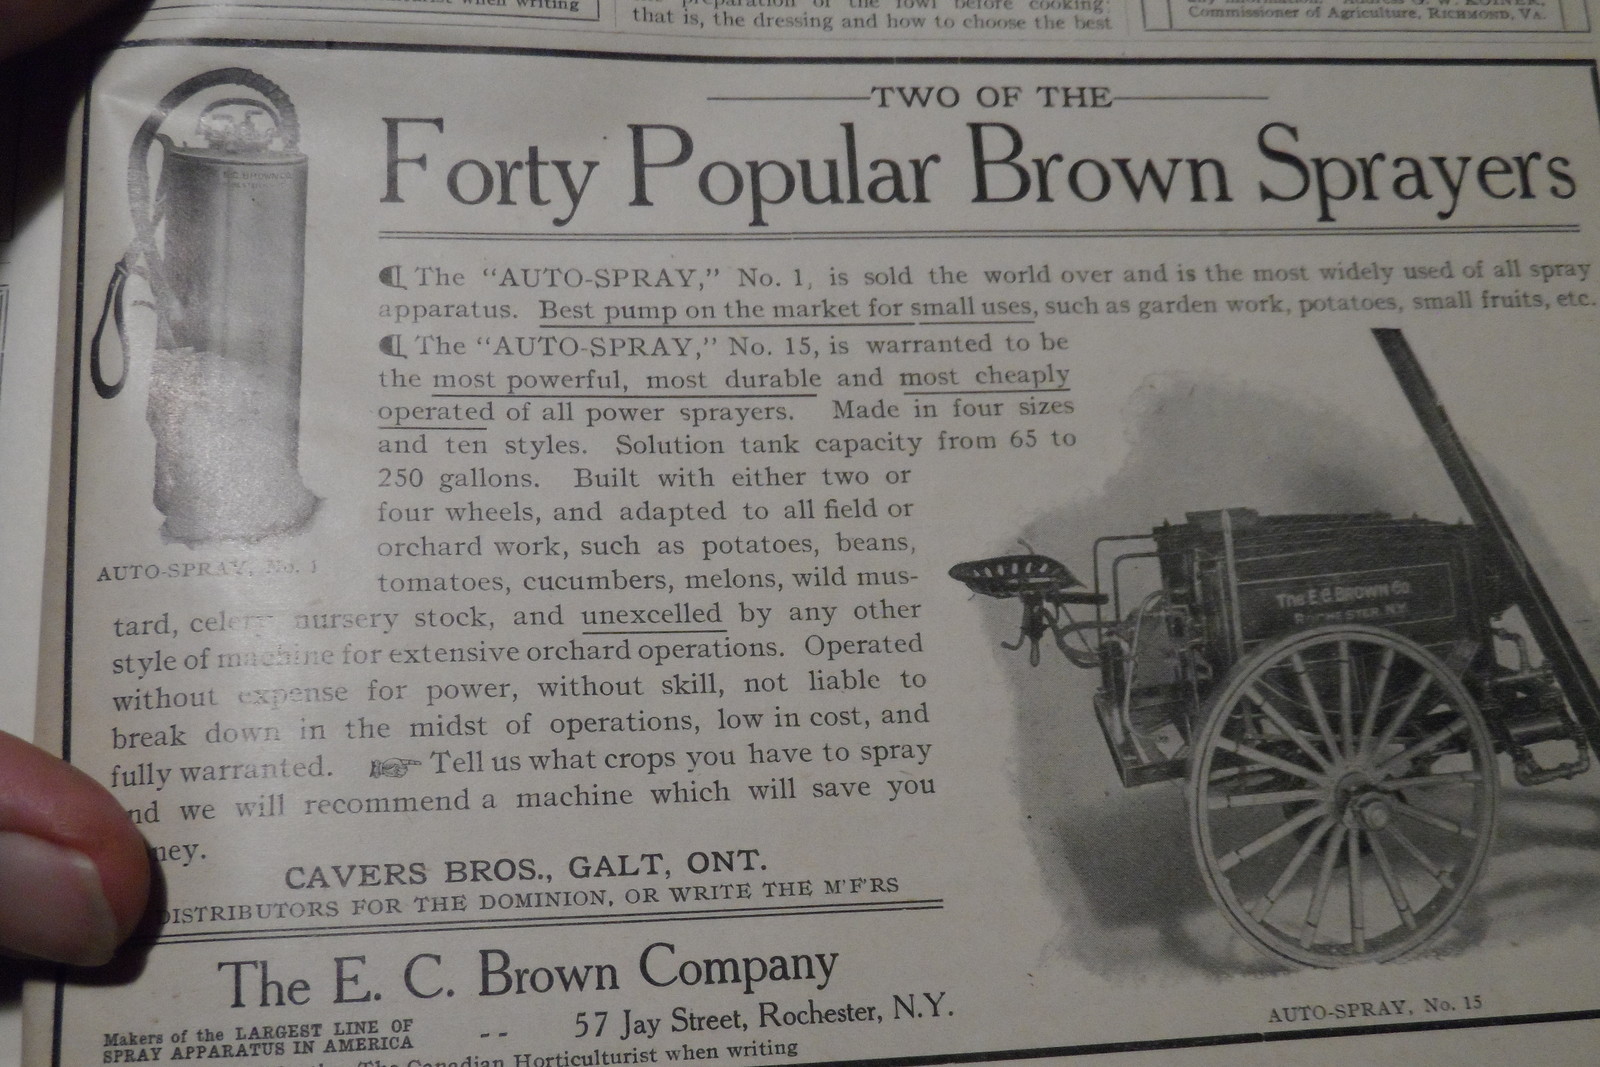 when writing
that is, the dressing and how to choose the best
Commissioner of Agriculture, RICHMOND, VA.
TWO OF THE
Forty Popular Brown Sprayers
¶ The “AUTO-SPRAY,” No. 1, is sold the world over and is the most widely used of all spray
apparatus. Best pump on the market for small uses, such as garden work, potatoes, small fruits, etc.
¶ The “AUTO-SPRAY,” No. 15, is warranted to be
the most powerful, most durable and most cheaply
operated of all power sprayers. Made in four sizes
and ten styles. Solution tank capacity from 65 to
250 gallons. Built with either two or
four wheels, and adapted to all field or
orchard work, such as potatoes, beans,
tomatoes, cucumbers, melons, wild mus-
tard, celery nursery stock, and unexcelled by any other
style of machine for extensive orchard operations. Operated
without expense for power, without skill, not liable to
break down in the midst of operations, low in cost, and
fully warranted. ☞ Tell us what crops you have to spray
and we will recommend a machine which will save you
ney.
AUTO-SPRAY, No. 1
The E.C. BROWN Co
ROCHESTER. N.Y
CAVERS BROS., GALT, ONT.
DISTRIBUTORS FOR THE DOMINION, OR WRITE THE M'F'RS
The E. C. Brown Company
Makers of the LARGEST LINE OF
SPRAY APPARATUS IN AMERICA
-- 57 Jay Street, Rochester, N.Y.
AUTO-SPRAY, No. 15
The Canadian Horticulturist when writing